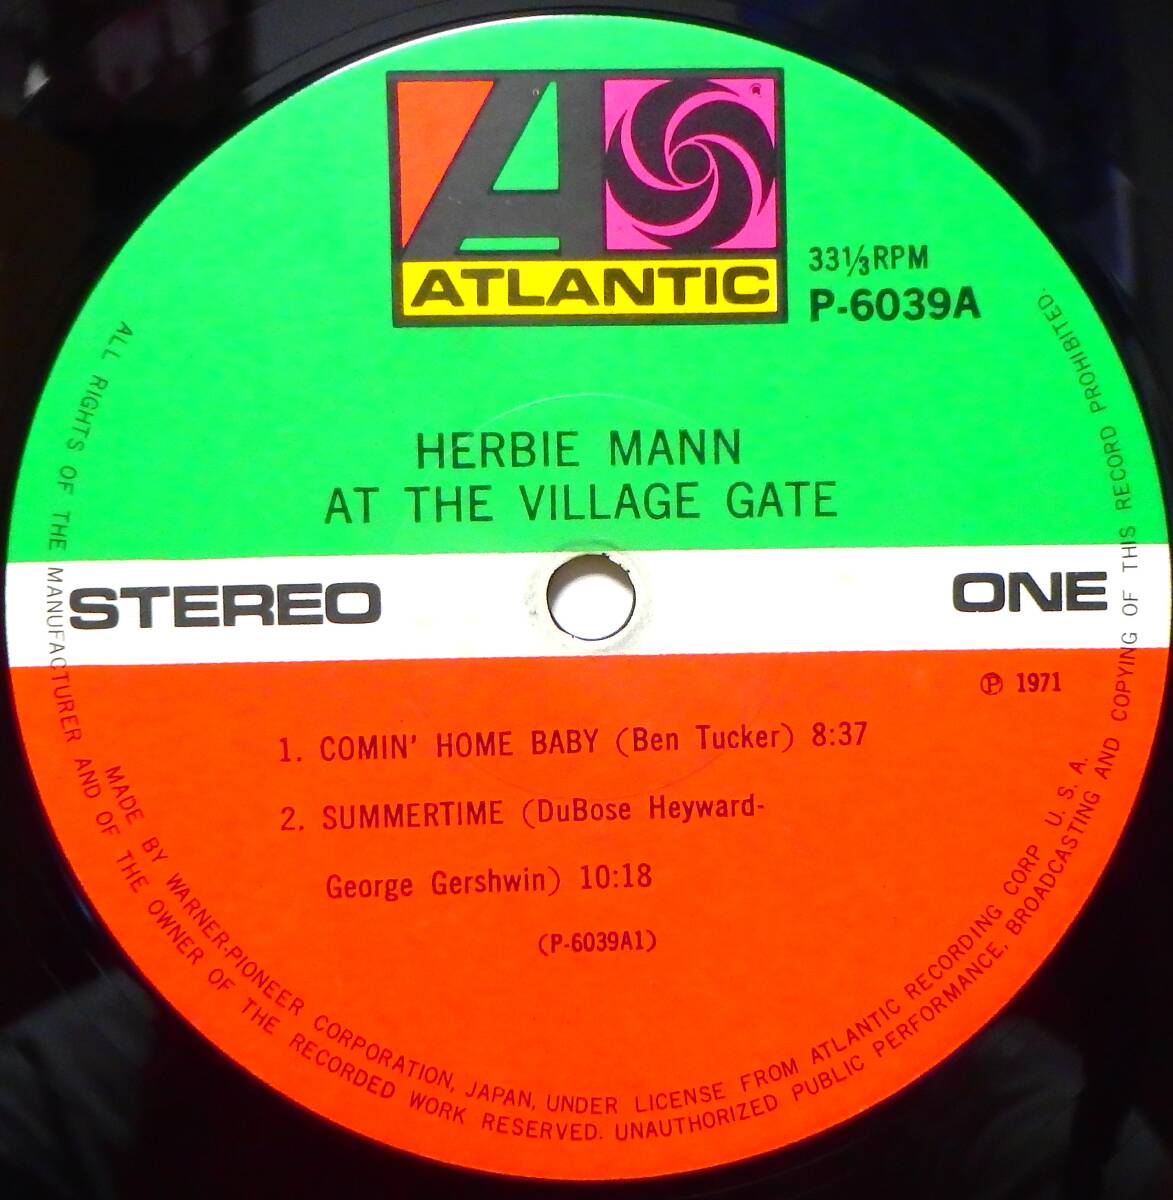 ATLANTIC
33⅓RPM
P-6039A
HERBIE MANN
AT THE VILLAGE GATE
STEREO
ONE
℗ 1971
1. COMIN' HOME BABY (Ben Tucker) 8:37
2. SUMMERTIME (DuBose Heyward-
George Gershwin) 10:18
(P-6039A1)
MADE BY WARNER-PIONEER CORPORATION, JAPAN, UNDER LICENSE FROM ATLANTIC RECORDING CORP U. S. A.
ALL RIGHTS OF THE MANUFACTURER AND OF THE OWNER OF THE RECORDED WORK RESERVED. UNAUTHORIZED PUBLIC PERFORMANCE, BROADCASTING AND COPYING OF THIS RECORD PROHIBITED.